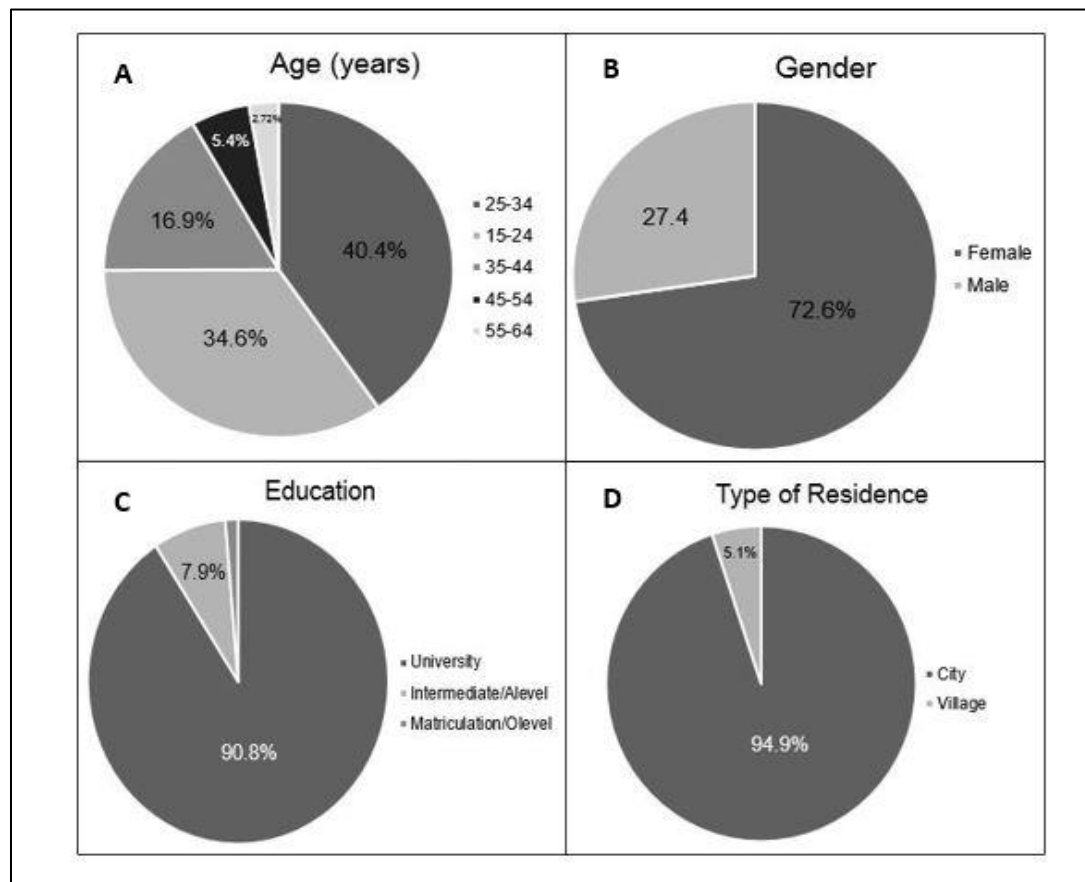 A
Age (years)
2.72%
5.4%
16.9%
40.4%
34.6%
25-34
15-24
35-44
45-54
55-64
B
Gender
27.4
72.6%
Female
Male
C
Education
7.9%
90.8%
University
Intermediate/Alevel
Matriculation/Olevel
D
Type of Residence
5.1%
94.9%
City
Village